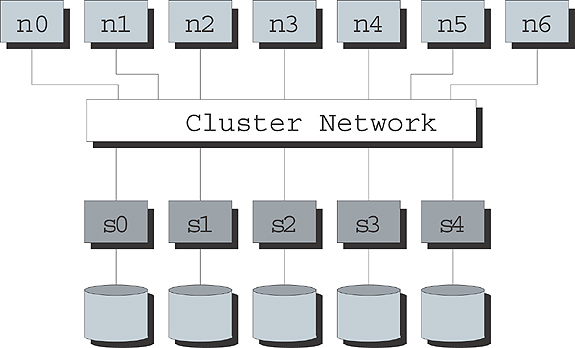 n0 n1 n2 n3 n4 n5 n6
Cluster Network
s0 s1 s2 s3 s4